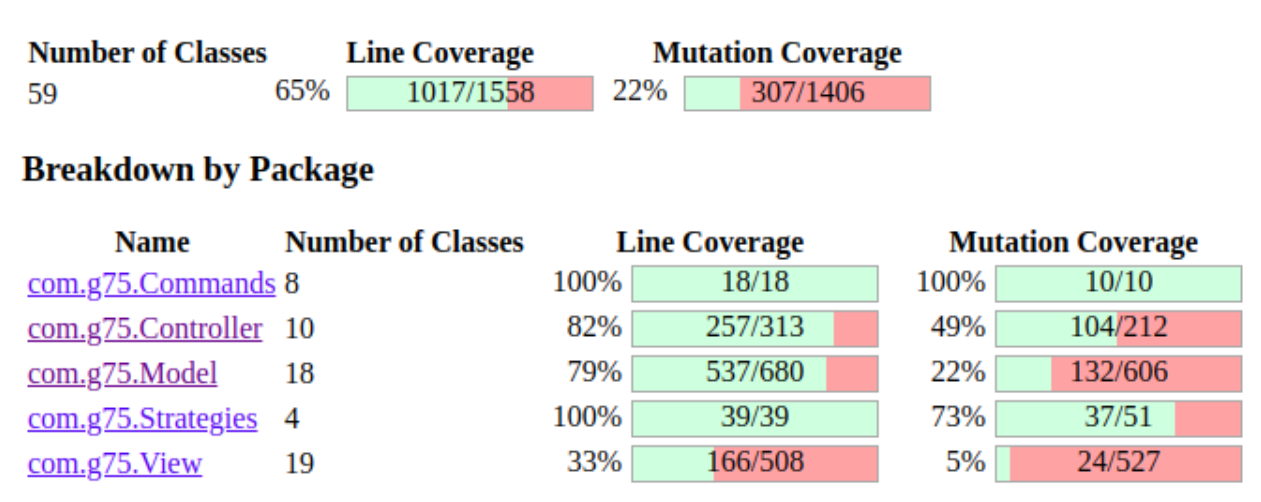 Number of Classes Line Coverage Mutation Coverage
59 65% 1017/1558 22% 307/1406
Breakdown by Package
Name Number of Classes Line Coverage Mutation Coverage
com.g75.Commands 8 100% 18/18 100% 10/10
com.g75.Controller 10 82% 257/313 49% 104/212
com.g75.Model 18 79% 537/680 22% 132/606
com.g75.Strategies 4 100% 39/39 73% 37/51
com.g75.View 19 33% 166/508 5% 24/527